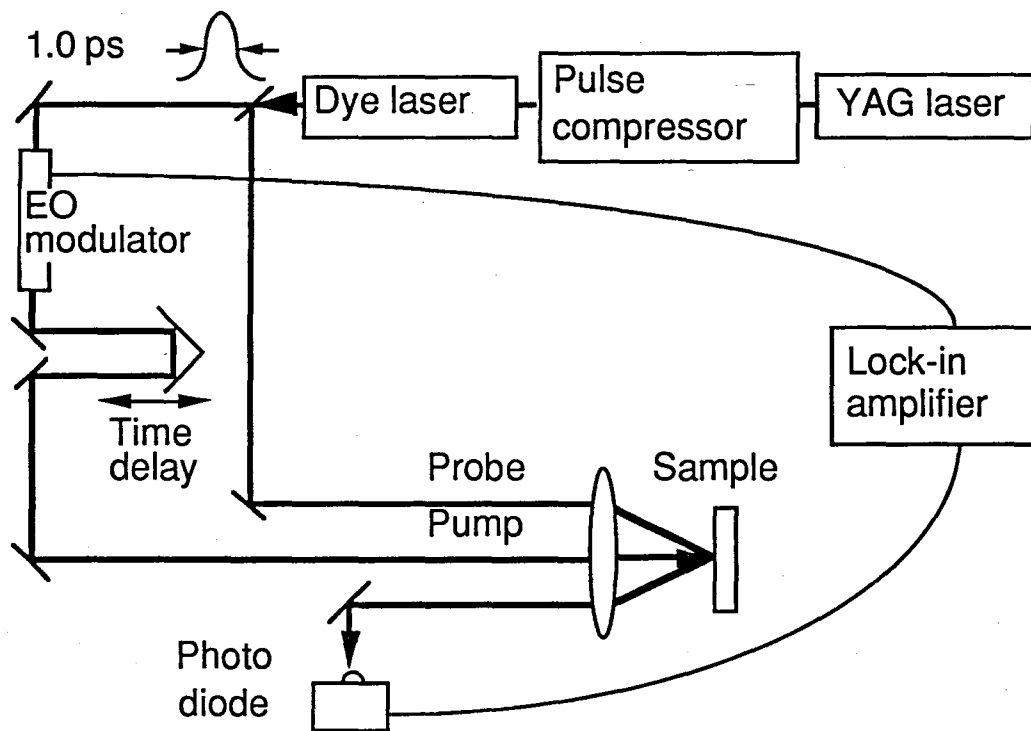 1.0 ps
Dye laser
Pulse
compressor
YAG laser
EO
modulator
Time
delay
Lock-in
amplifier
Probe
Pump
Sample
Photo
diode